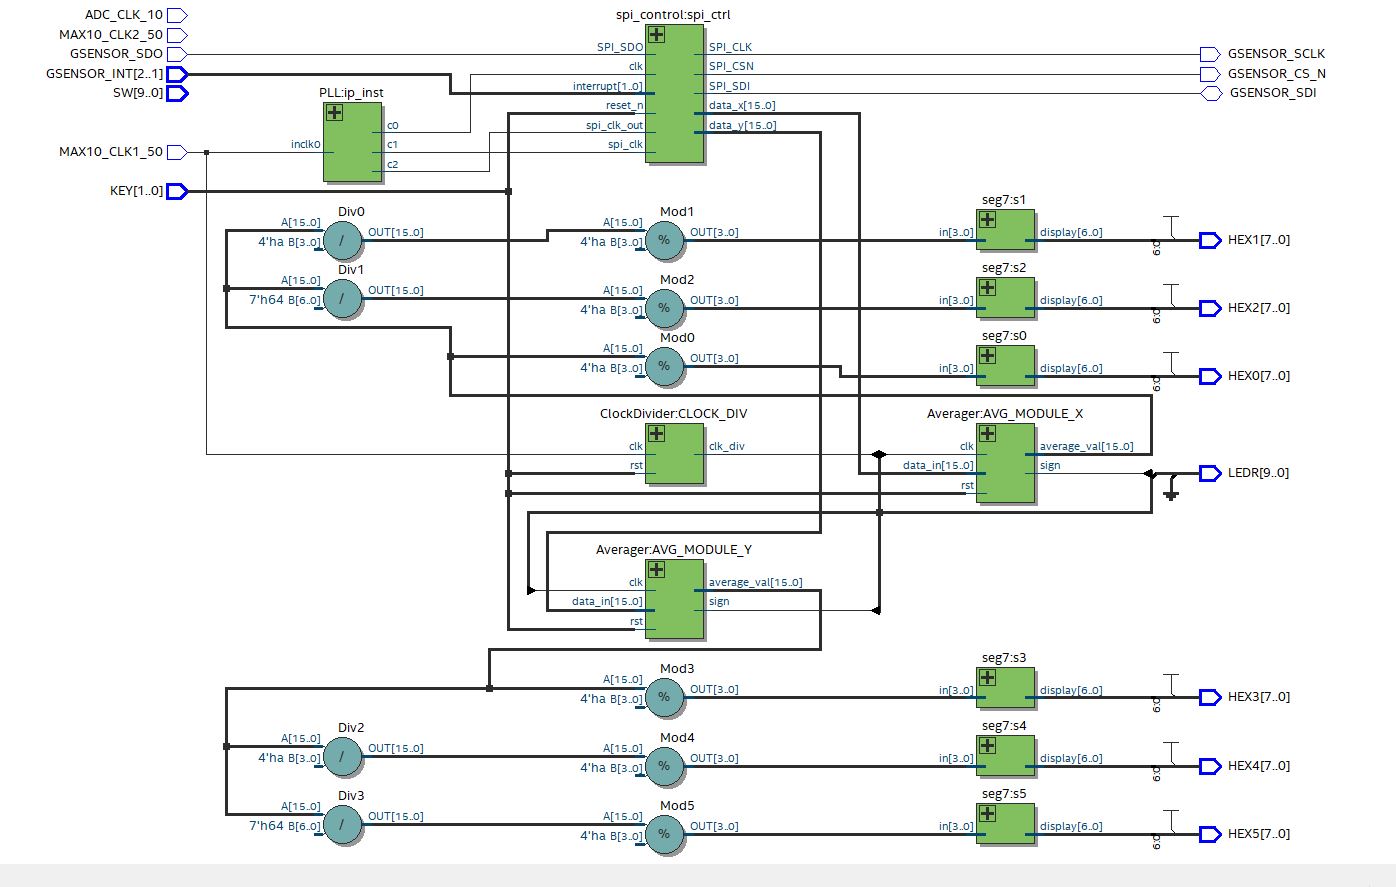 ADC_CLK_10
MAX10_CLK2_50
GSENSOR_SDO
GSENSOR_INT[2..1]
SW[9..0]
MAX10_CLK1_50
KEY[1..0]
PLL:ip_inst
inclk0
c0
c1
c2
spi_control:spi_ctrl
SPI_SDO
clk
interrupt[1..0]
reset_n
spi_clk_out
spi_clk
SPI_CLK
SPI_CSN
SPI_SDI
data_x[15..0]
data_y[15..0]
GSENSOR_SCLK
GSENSOR_CS_N
GSENSOR_SDI
Div0
A[15..0]
4'ha B[3..0]
/
OUT[15..0]
Mod1
A[15..0]
4'ha B[3..0]
%
OUT[3..0]
seg7:s1
in[3..0]
display[6..0]
6:0
HEX1[7..0]
Div1
A[15..0]
7'h64 B[6..0]
/
OUT[15..0]
Mod2
A[15..0]
4'ha B[3..0]
%
OUT[3..0]
seg7:s2
in[3..0]
display[6..0]
6:0
HEX2[7..0]
Mod0
A[15..0]
4'ha B[3..0]
%
OUT[3..0]
seg7:s0
in[3..0]
display[6..0]
6:0
HEX0[7..0]
ClockDivider:CLOCK_DIV
clk
rst
clk_div
Averager:AVG_MODULE_X
clk
data_in[15..0]
rst
average_val[15..0]
sign
LEDR[9..0]
Averager:AVG_MODULE_Y
clk
data_in[15..0]
rst
average_val[15..0]
sign
Mod3
A[15..0]
4'ha B[3..0]
%
OUT[3..0]
seg7:s3
in[3..0]
display[6..0]
6:0
HEX3[7..0]
Div2
A[15..0]
4'ha B[3..0]
/
OUT[15..0]
Mod4
A[15..0]
4'ha B[3..0]
%
OUT[3..0]
seg7:s4
in[3..0]
display[6..0]
6:0
HEX4[7..0]
Div3
A[15..0]
7'h64 B[6..0]
/
OUT[15..0]
Mod5
A[15..0]
4'ha B[3..0]
%
OUT[3..0]
seg7:s5
in[3..0]
display[6..0]
6:0
HEX5[7..0]